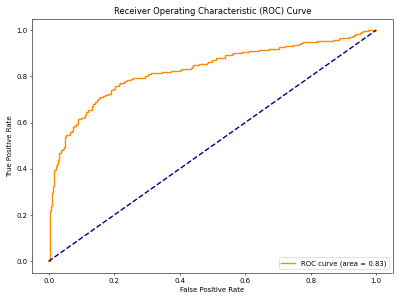 Receiver Operating Characteristic (ROC) Curve
1.0
0.8
0.6
0.4
0.2
0.0
True Positive Rate
0.0 0.2 0.4 0.6 0.8 1.0
False Positive Rate
ROC curve (area = 0.83)